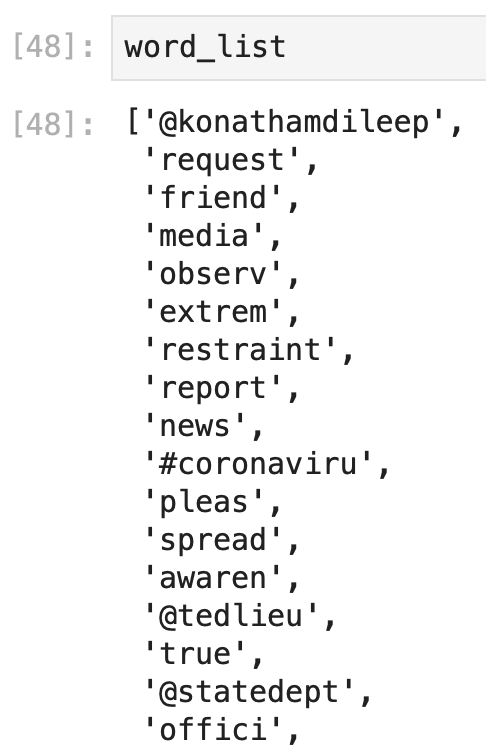 [48]: word_list
[48]: ['@konathamdileep',
'request',
'friend',
'media',
'observ',
'extrem',
'restraint',
'report',
'news',
'#coronaviru',
'pleas',
'spread',
'awaren',
'@tedlieu',
'true',
'@statedept',
'offici',